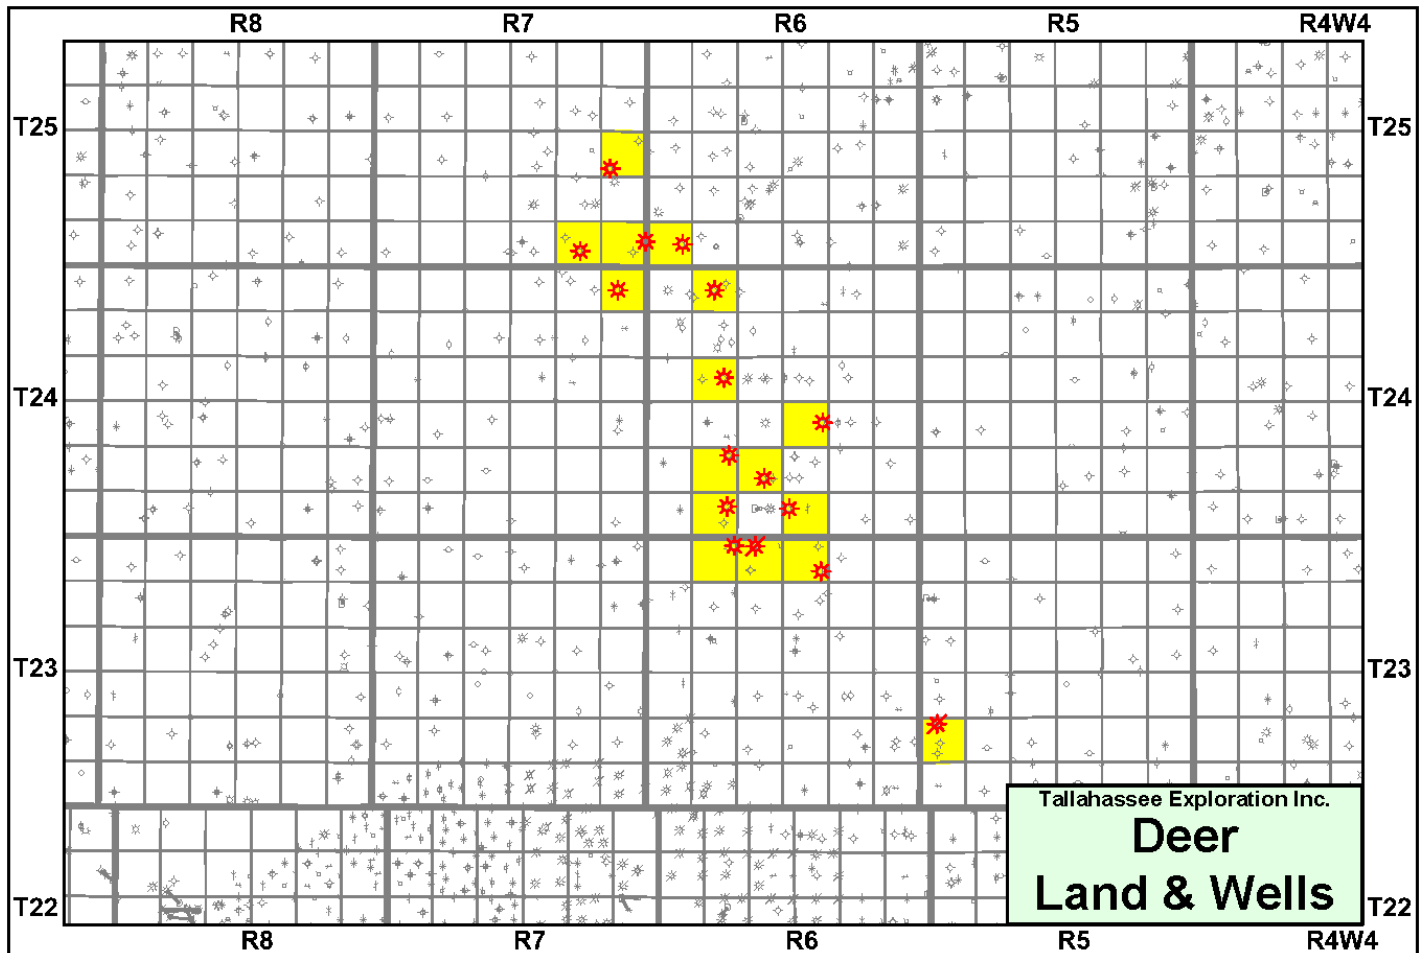 R8 R7 R6 R5 R4W4
T25 T25
T24 T24
T23 T23
Tallahassee Exploration Inc.
Deer
Land & Wells
T22 T22
R8 R7 R6 R5 R4W4